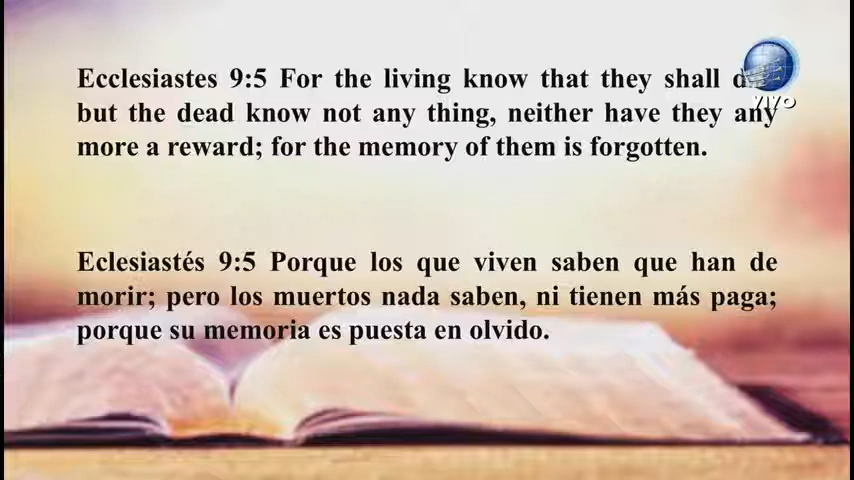 Ecclesiastes 9:5 For the living know that they shall
but the dead know not any thing, neither have they any
more a reward; for the memory of them is forgotten.
Eclesiastés 9:5 Porque los que viven saben que han de
morir; pero los muertos nada saben, ni tienen más paga;
porque su memoria es puesta en olvido.
VIVO